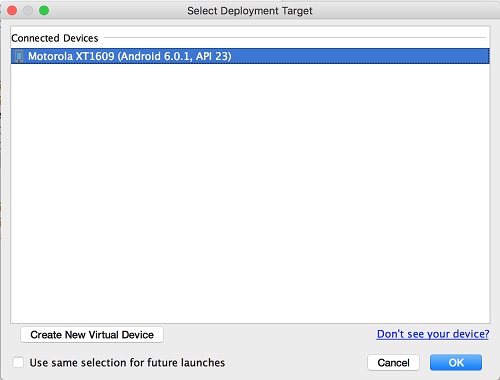 Select Deployment Target
Connected Devices
Motorola XT1609 (Android 6.0.1, API 23)
Create New Virtual Device
Don't see your device?
Use same selection for future launches
Cancel
OK